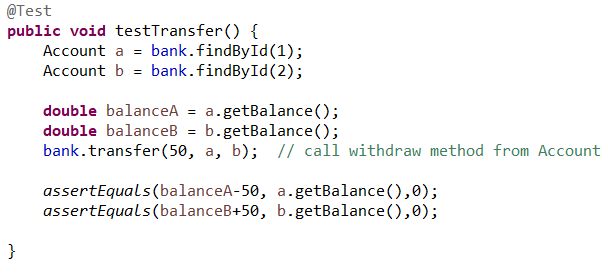 @Test
public void testTransfer() {
    Account a = bank.findById(1);
    Account b = bank.findById(2);

    double balanceA = a.getBalance();
    double balanceB = b.getBalance();
    bank.transfer(50, a, b);  // call withdraw method from Account

    assertEquals(balanceA-50, a.getBalance(),0);
    assertEquals(balanceB+50, b.getBalance(),0);

}